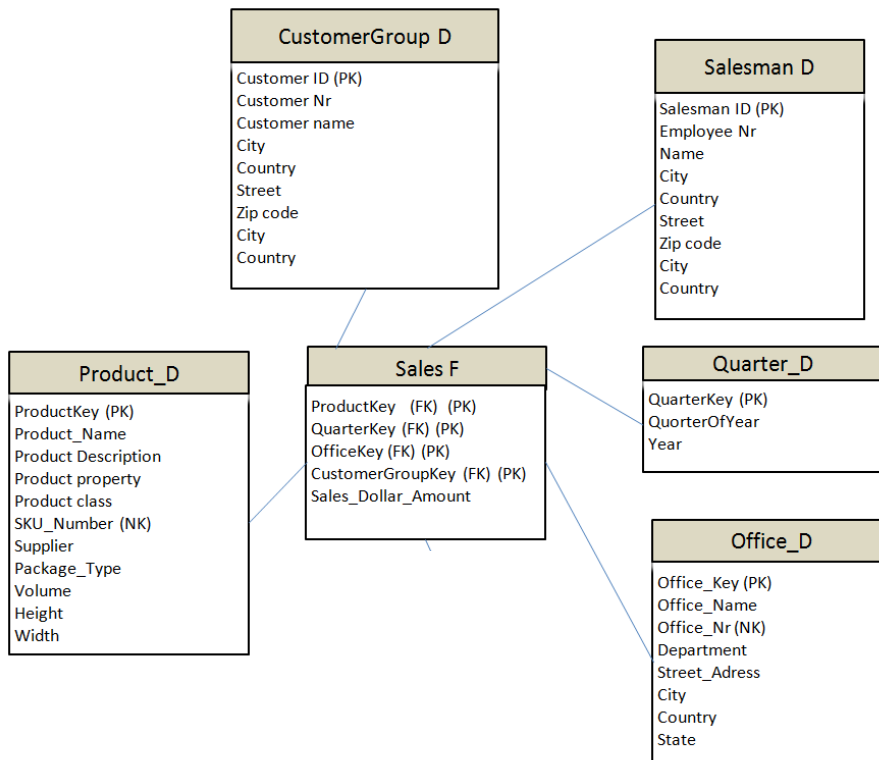 CustomerGroup D
Customer ID (PK)
Customer Nr
Customer name
City
Country
Street
Zip code
City
Country
Salesman D
Salesman ID (PK)
Employee Nr
Name
City
Country
Street
Zip code
City
Country
Product_D
ProductKey (PK)
Product_Name
Product Description
Product property
Product class
SKU_Number (NK)
Supplier
Package_Type
Volume
Height
Width
Sales F
ProductKey (FK) (PK)
QuarterKey (FK) (PK)
OfficeKey (FK) (PK)
CustomerGroupKey (FK) (PK)
Sales_Dollar_Amount
Quarter_D
QuarterKey (PK)
QuorterOfYear
Year
Office_D
Office_Key (PK)
Office_Name
Office_Nr (NK)
Department
Street_Adress
City
Country
State